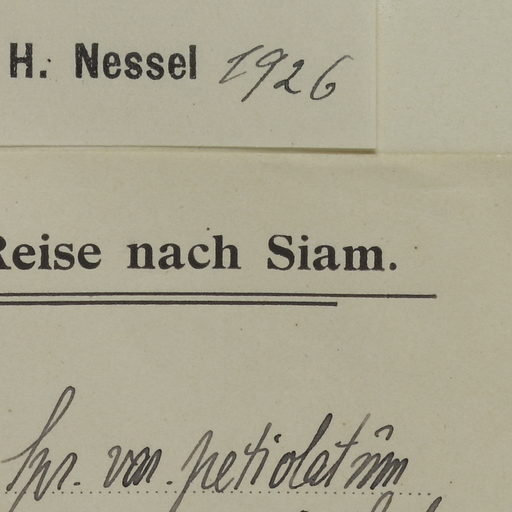 H. Nessel 1926
Reise nach Siam.
Spr. var. petiolatum